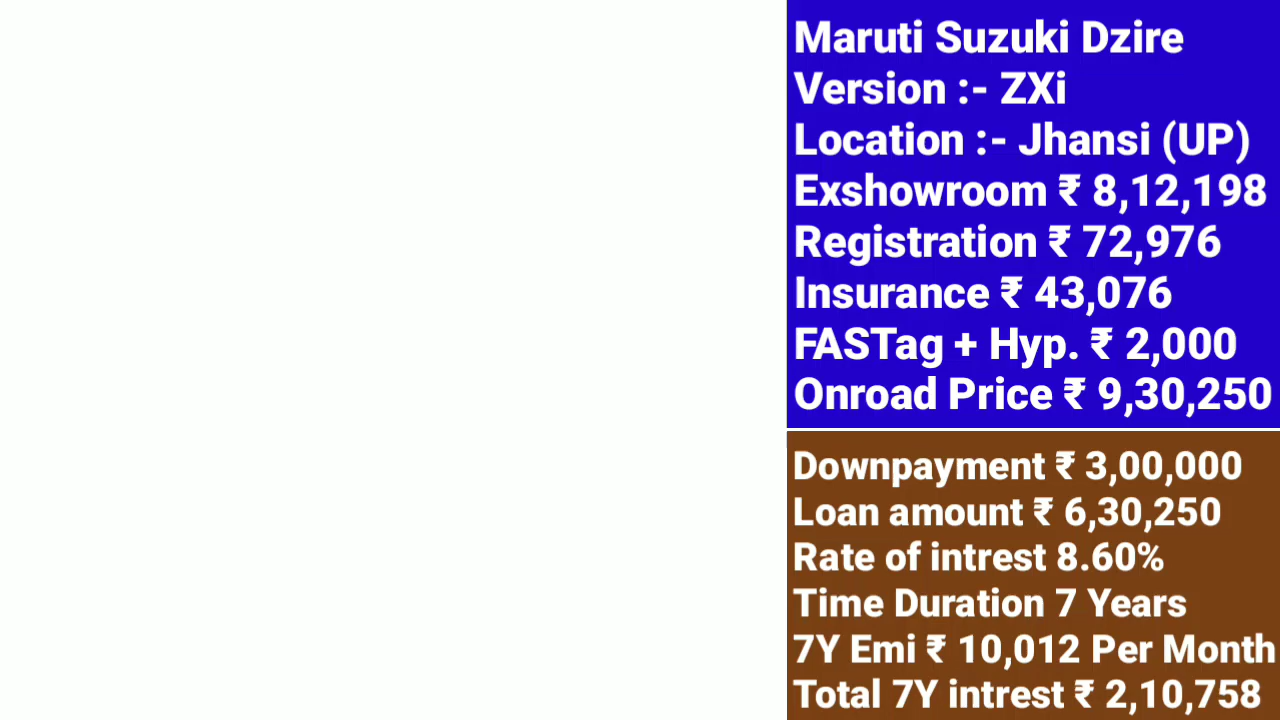 Maruti Suzuki Dzire
Version :- ZXi
Location :- Jhansi (UP)
Exshowroom ₹ 8,12,198
Registration ₹ 72,976
Insurance ₹ 43,076
FASTag + Hyp. ₹ 2,000
Onroad Price ₹ 9,30,250
Downpayment ₹ 3,00,000
Loan amount ₹ 6,30,250
Rate of intrest 8.60%
Time Duration 7 Years
7Y Emi ₹ 10,012 Per Month
Total 7Y intrest ₹ 2,10,758